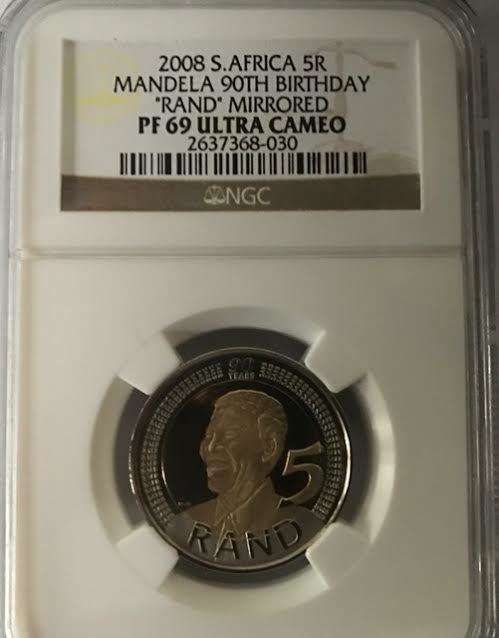 2008 S.AFRICA 5R
MANDELA 90TH BIRTHDAY
"RAND" MIRRORED
PF 69 ULTRA CAMEO
2637368-030
NGC
90
YEARS
5
RAND